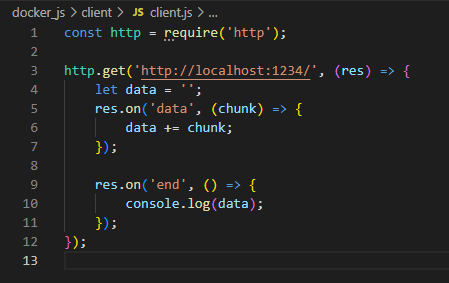 docker_js > client > JS client.js > ...
1 const http = require('http');
2
3 http.get('http://localhost:1234/', (res) => {
4     let data = '';
5     res.on('data', (chunk) => {
6         data += chunk;
7     });
8
9     res.on('end', () => {
10         console.log(data);
11     });
12 });
13